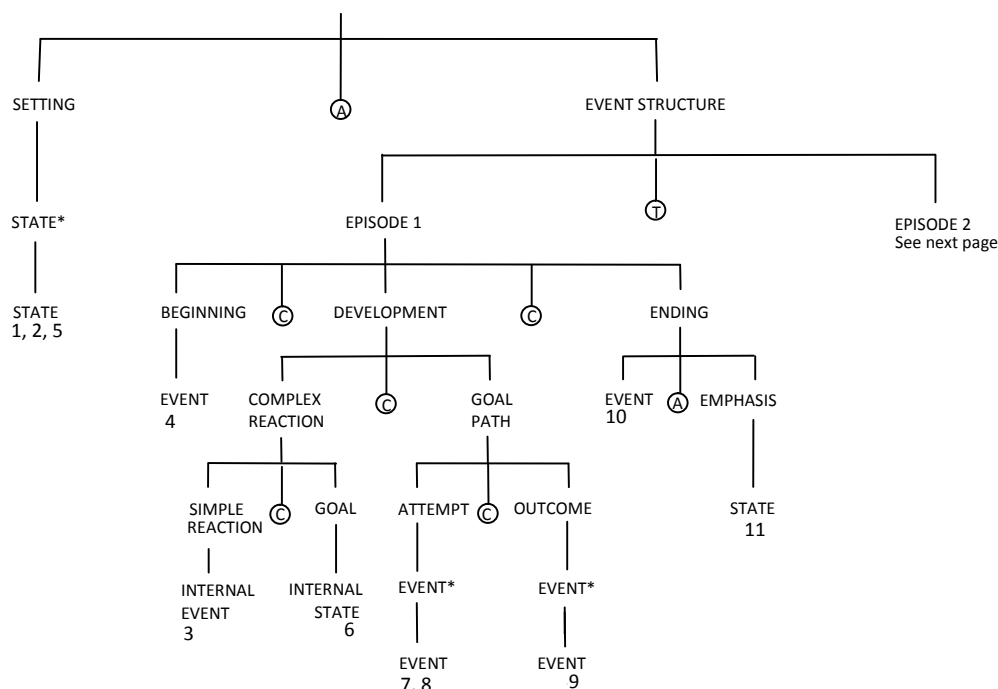 SETTING
A
EVENT STRUCTURE
STATE*
EPISODE 1
T
EPISODE 2
See next page
STATE
1, 2, 5
BEGINNING
C
DEVELOPMENT
C
ENDING
EVENT
4
COMPLEX
REACTION
C
GOAL
PATH
EVENT
10
A
EMPHASIS
SIMPLE
REACTION
C
GOAL
ATTEMPT
C
OUTCOME
STATE
11
INTERNAL
EVENT
3
INTERNAL
STATE
6
EVENT*
EVENT*
EVENT
7, 8
EVENT
9